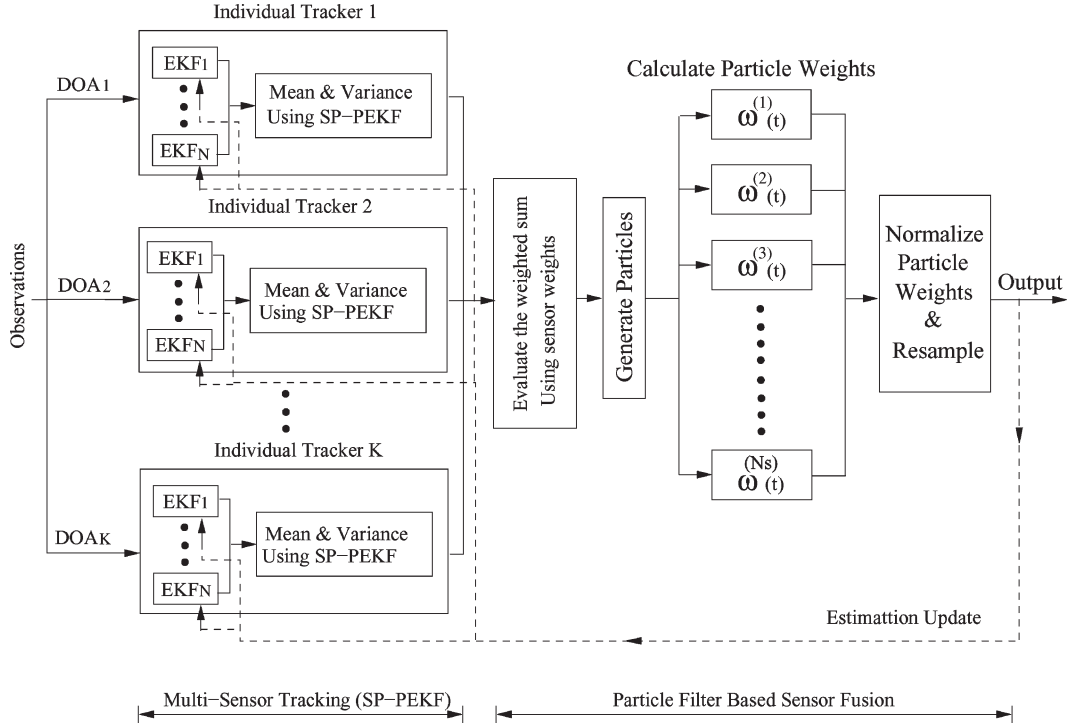 Individual Tracker 1
DOA1
EKF1
EKFN
Mean & Variance
Using SP−PEKF
Individual Tracker 2
Observations
DOA2
EKF1
EKFN
Mean & Variance
Using SP−PEKF
Individual Tracker K
DOAK
EKF1
EKFN
Mean & Variance
Using SP−PEKF
Evaluate the weighted sum
Using sensor weights
Generate Particles
Calculate Particle Weights
ω(1)(t)
ω(2)(t)
ω(3)(t)
ω(Ns)(t)
Normalize
Particle
Weights
&
Resample
Output
Estimattion Update
Multi−Sensor Tracking (SP−PEKF)
Particle Filter Based Sensor Fusion